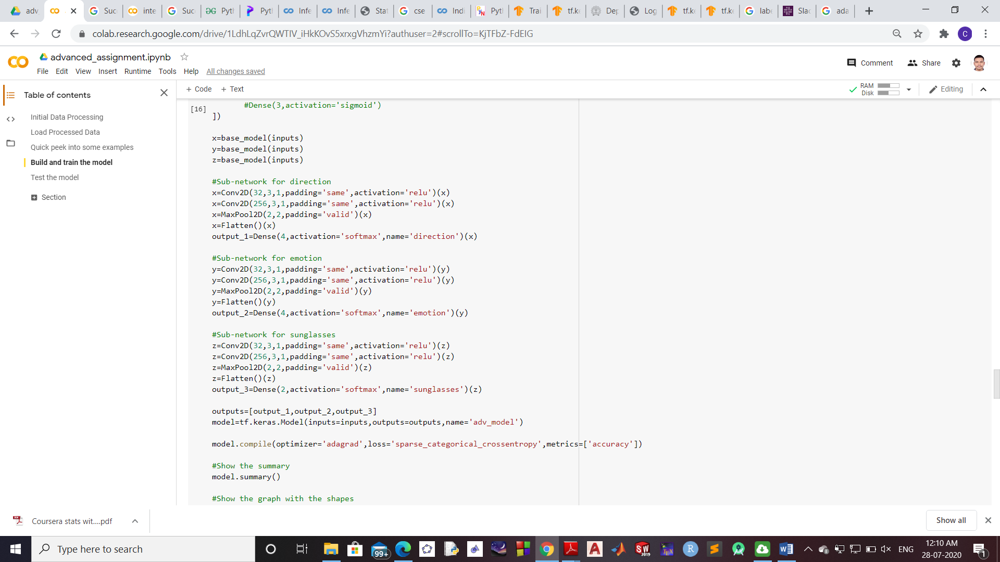 adv
Suc
inte
Suc
Pyth
Pyt
Infe
Infe
Stat
cse
Indi
Pyt
Trai
tf.ke
Dep
Log
tf.ke
tf.ke
labe
Slac
ada
colab.research.google.com/drive/1LdhLqZvrQWTlV_iHkKOvS5xrxgVhzmYi?authuser=2#scrollTo=KjTFbZ-FdEIG
C
advanced_assignment.ipynb
File Edit View Insert Runtime Tools Help All changes saved
Comment Share
Table of contents
+ Code + Text
RAM
Disk
Editing
Initial Data Processing
Load Processed Data
Quick peek into some examples
Build and train the model
Test the model
Section
[16]
#Dense(3,activation='sigmoid')
])
x=base_model(inputs)
y=base_model(inputs)
z=base_model(inputs)
#Sub-network for direction
x=Conv2D(32,3,1,padding='same',activation='relu')(x)
x=Conv2D(256,3,1,padding='same',activation='relu')(x)
x=MaxPool2D(2,2,padding='valid')(x)
x=Flatten()(x)
output_1=Dense(4,activation='softmax',name='direction')(x)
#Sub-network for emotion
y=Conv2D(32,3,1,padding='same',activation='relu')(y)
y=Conv2D(256,3,1,padding='same',activation='relu')(y)
y=MaxPool2D(2,2,padding='valid')(y)
y=Flatten()(y)
output_2=Dense(4,activation='softmax',name='emotion')(y)
#Sub-network for sunglasses
z=Conv2D(32,3,1,padding='same',activation='relu')(z)
z=Conv2D(256,3,1,padding='same',activation='relu')(z)
z=MaxPool2D(2,2,padding='valid')(z)
z=Flatten()(z)
output_3=Dense(2,activation='softmax',name='sunglasses')(z)
outputs=[output_1,output_2,output_3]
model=tf.keras.Model(inputs=inputs,outputs=outputs,name='adv_model')
model.compile(optimizer='adagrad',loss='sparse_categorical_crossentropy',metrics=['accuracy'])
#Show the summary
model.summary()
#Show the graph with the shapes
Coursera stats wit....pdf
Show all
Type here to search
99+
ENG
12:10 AM
28-07-2020
1